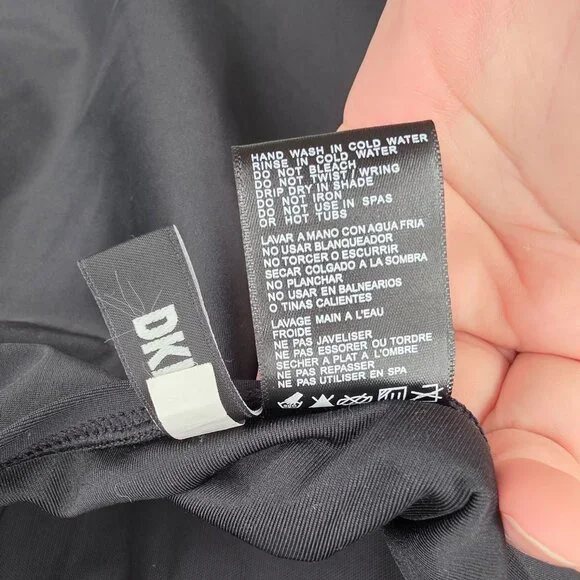 HAND WASH IN COLD WATER
RINSE IN COLD WATER
DO NOT BLEACH
DO NOT TWIST / WRING
DRIP DRY IN SHADE
DO NOT IRON
DO NOT USE IN SPAS
OR HOT TUBS
LAVAR A MANO CON AGUA FRIA
NO USAR BLANQUEADOR
NO TORCER O ESCURRIR
SECAR COLGADO A LA SOMBRA
NO PLANCHAR
NO USAR EN BALNEARIOS
O TINAS CALIENTES
LAVAGE MAIN A L'EAU
FROIDE
NE PAS JAVELISER
NE PAS ESSORER OU TORDRE
SECHER A PLAT A L'OMBRE
NE PAS REPASSER
NE PAS UTILISER EN SPA